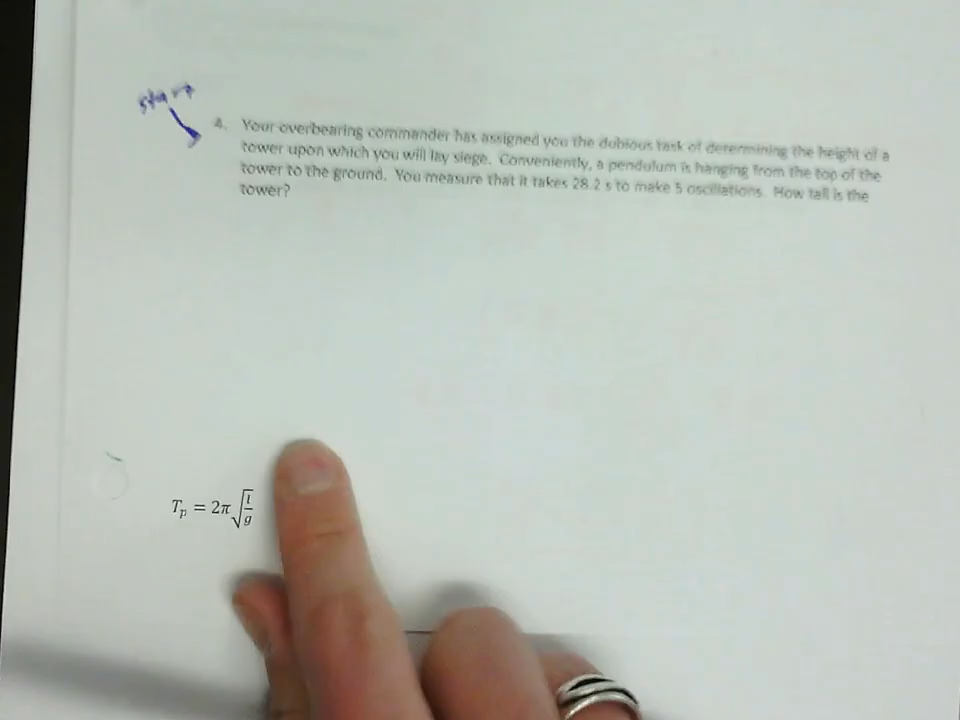 start
4. Your overbearing commander has assigned you the dubious task of determining the height of a
tower upon which you will lay siege. Conveniently, a pendulum is hanging from the top of the
tower to the ground. You measure that it takes 28.2 s to make 5 oscillations. How tall is the
tower?
T_p = 2π√(l/g)